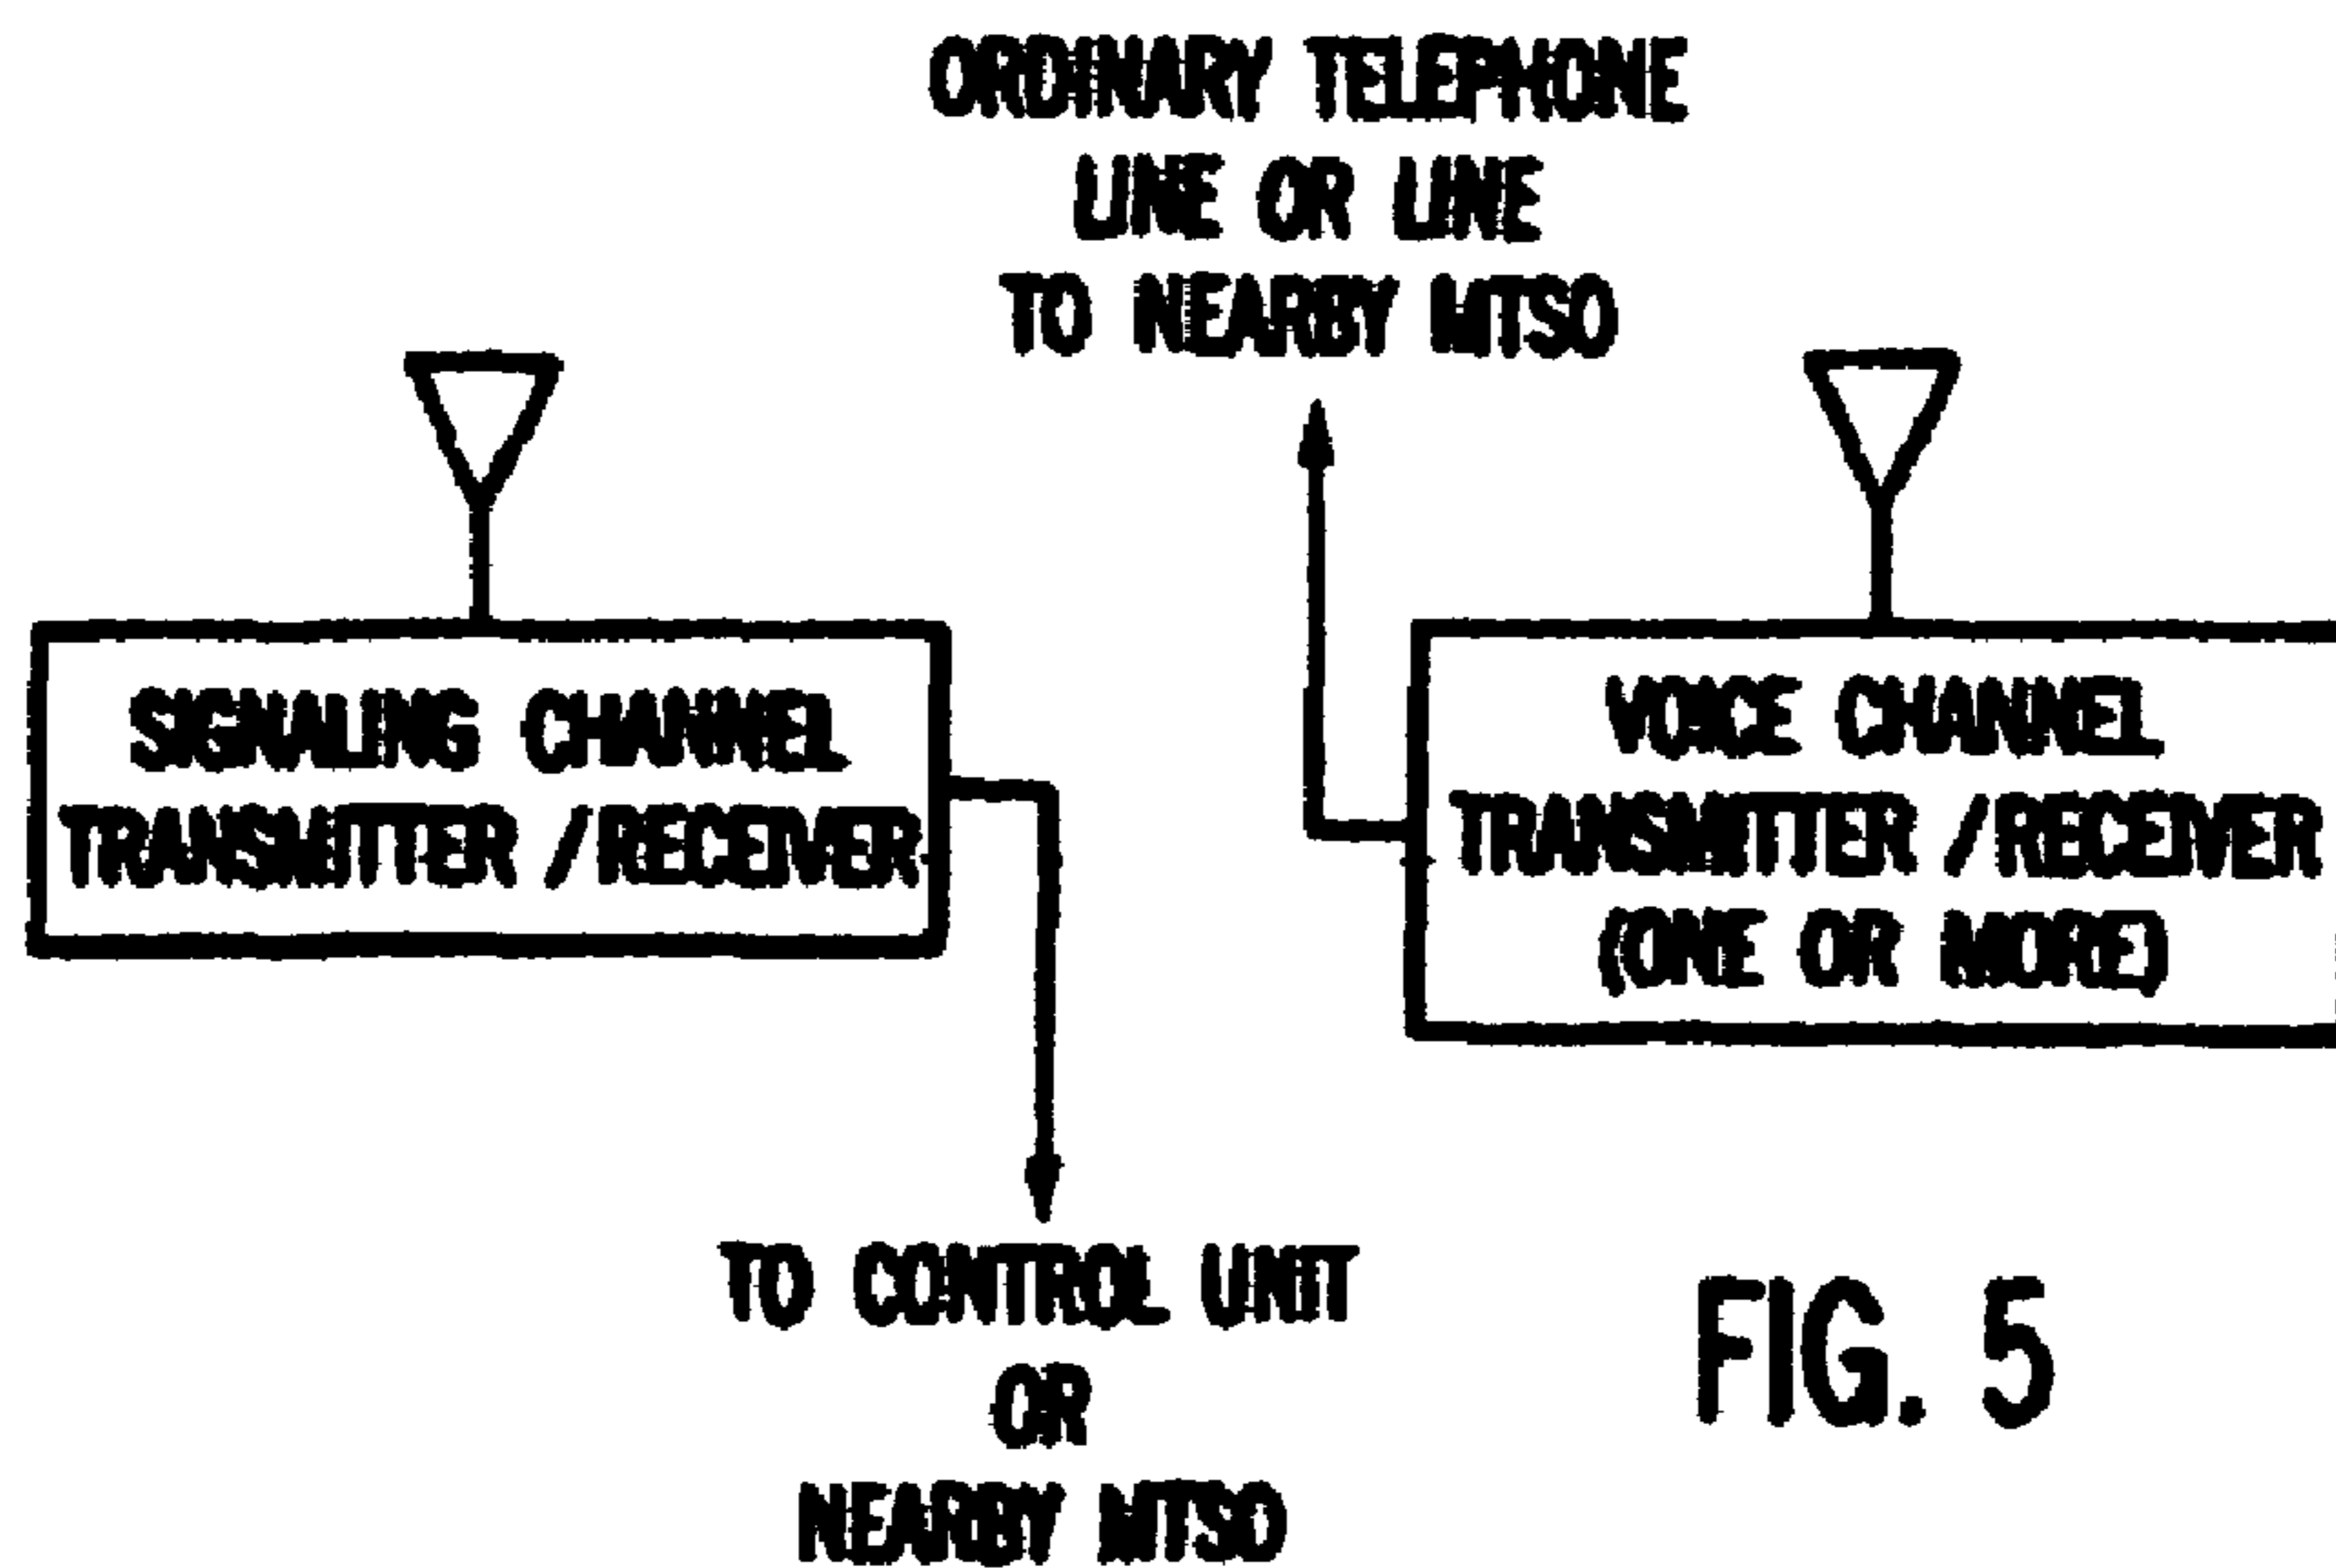 ORDINARY TELEPHONE
LINE OR LINE
TO NEARBY MTSO
SIGNALING CHANNEL
TRANSMITTER /RECEIVER
VOICE CHANNEL
TRANSMITTER /RECEIVER
(ONE OR MORE)
TO CONTROL UNIT
OR
NEARBY MTSO
FIG. 5